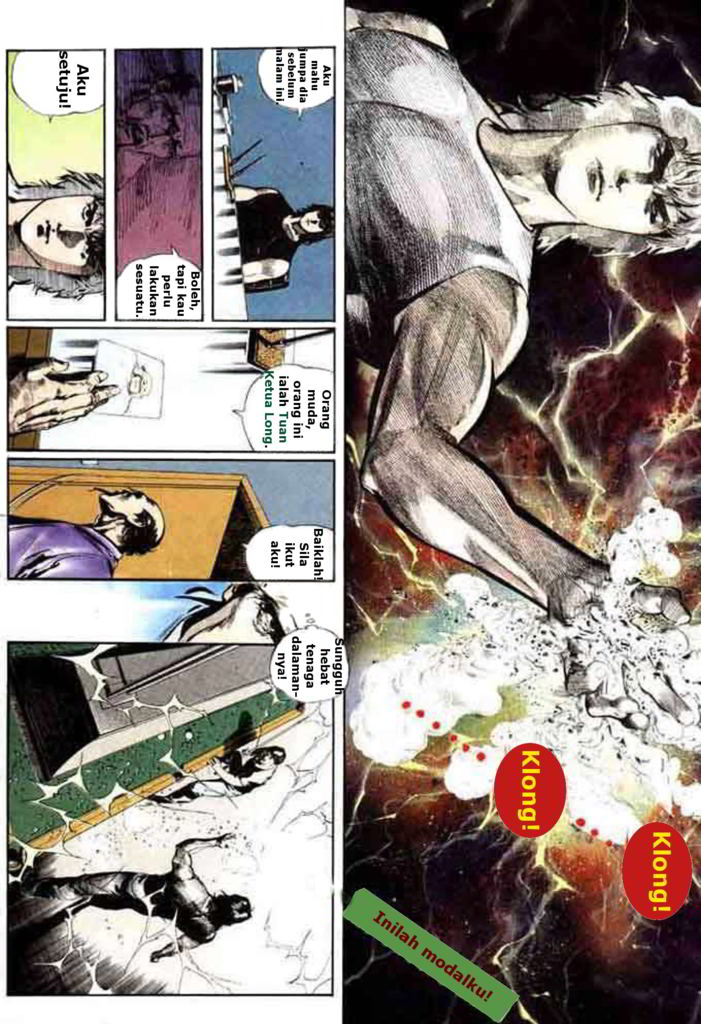 Klong!
Klong!
Inilah modalku!
Aku
mahu
jumpa dia
sebelum
malam ini.
Boleh,
tapi kau
perlu
lakukan
sesuatu.
Aku
setuju!
Orang
muda,
orang ini
ialah Tuan
Ketua Long.
Baiklah!
Sila
ikut
aku!
Sungguh
hebat
tenaga
dalaman-
nya!